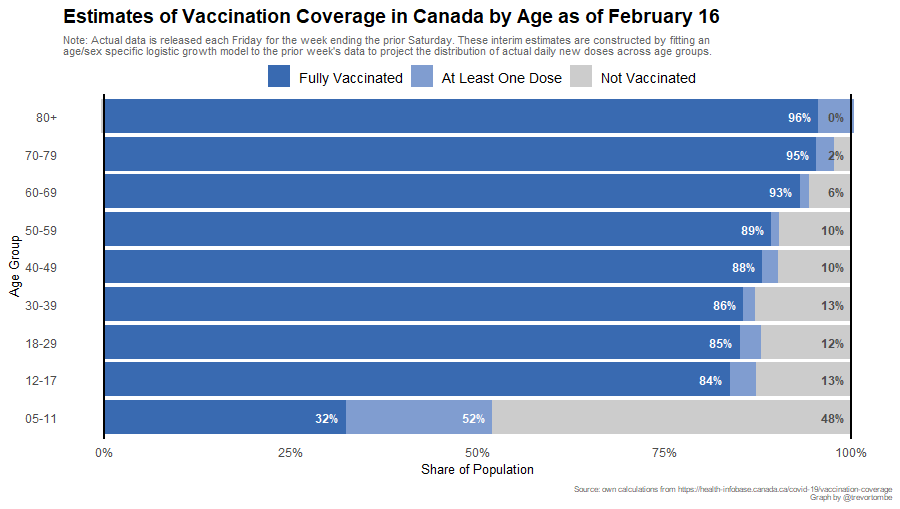 Estimates of Vaccination Coverage in Canada by Age as of February 16
Note: Actual data is released each Friday for the week ending the prior Saturday. These interim estimates are constructed by fitting an
age/sex specific logistic growth model to the prior week's data to project the distribution of actual daily new doses across age groups.
Fully Vaccinated At Least One Dose Not Vaccinated
80+ 96% 0%
70-79 95% 2%
60-69 93% 6%
50-59 89% 10%
Age Group
40-49 88% 10%
30-39 86% 13%
18-29 85% 12%
12-17 84% 13%
05-11 32% 52% 48%
0% 25% 50% 75% 100%
Share of Population
Source: own calculations from https://health-infobase.canada.ca/covid-19/vaccination-coverage
Graph by @trevortombe